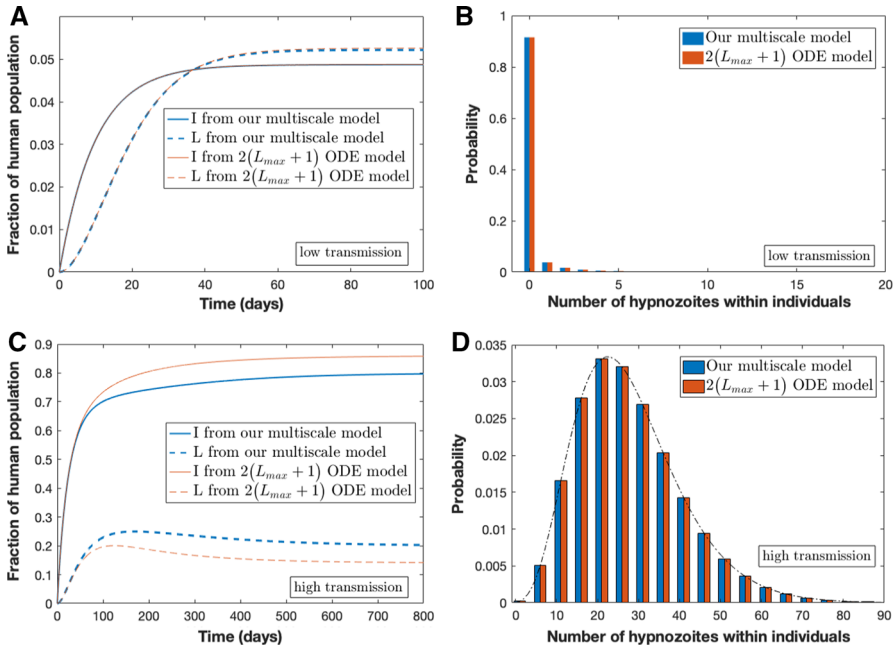 A
Fraction of human population
0.05
0.04
0.03
0.02
0.01
0
0 20 40 60 80 100
Time (days)
I from our multiscale model
L from our multiscale model
I from 2(L_max + 1) ODE model
L from 2(L_max + 1) ODE model
low transmission
B
Probability
1
0.8
0.6
0.4
0.2
0
0 5 10 15 20
Number of hypnozoites within individuals
Our multiscale model
2(L_max + 1) ODE model
low transmission
C
Fraction of human population
0.9
0.8
0.7
0.6
0.5
0.4
0.3
0.2
0.1
0
0 100 200 300 400 500 600 700 800
Time (days)
I from our multiscale model
L from our multiscale model
I from 2(L_max + 1) ODE model
L from 2(L_max + 1) ODE model
high transmission
D
Probability
0.035
0.03
0.025
0.02
0.015
0.01
0.005
0
0 10 20 30 40 50 60 70 80 90
Number of hypnozoites within individuals
Our multiscale model
2(L_max + 1) ODE model
high transmission